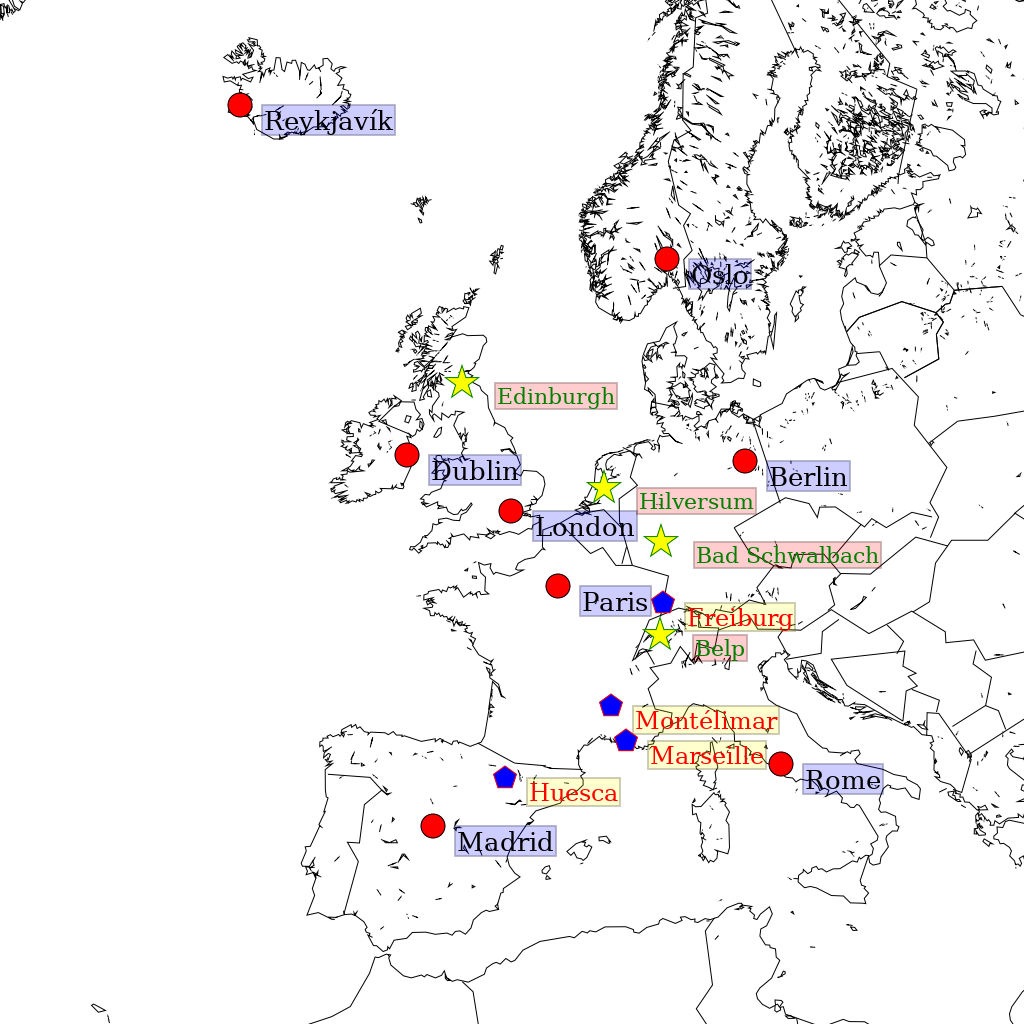 Reykjavík
Oslo
Edinburgh
Dublin
Berlin
Hilversum
London
Bad Schwalbach
Paris
Freiburg
Belp
Montélimar
Marseille
Rome
Huesca
Madrid